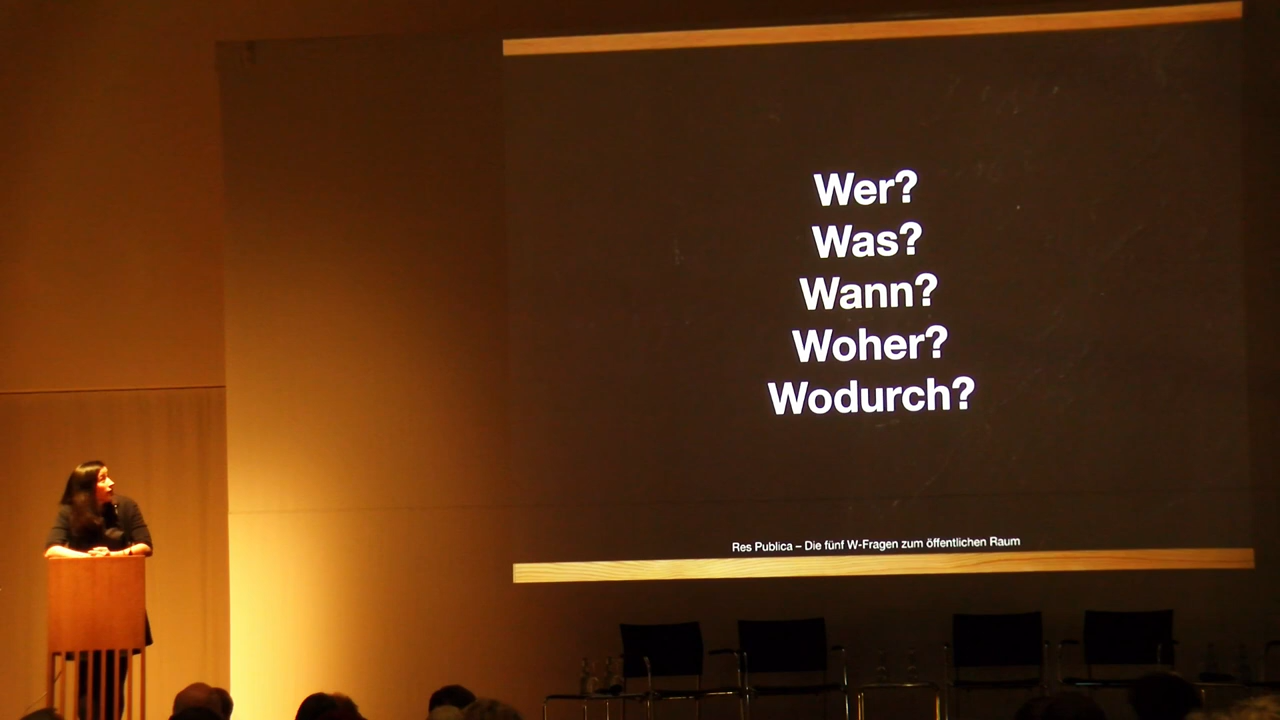 Wer?
Was?
Wann?
Woher?
Wodurch?
Res Publica – Die fünf W-Fragen zum öffentlichen Raum